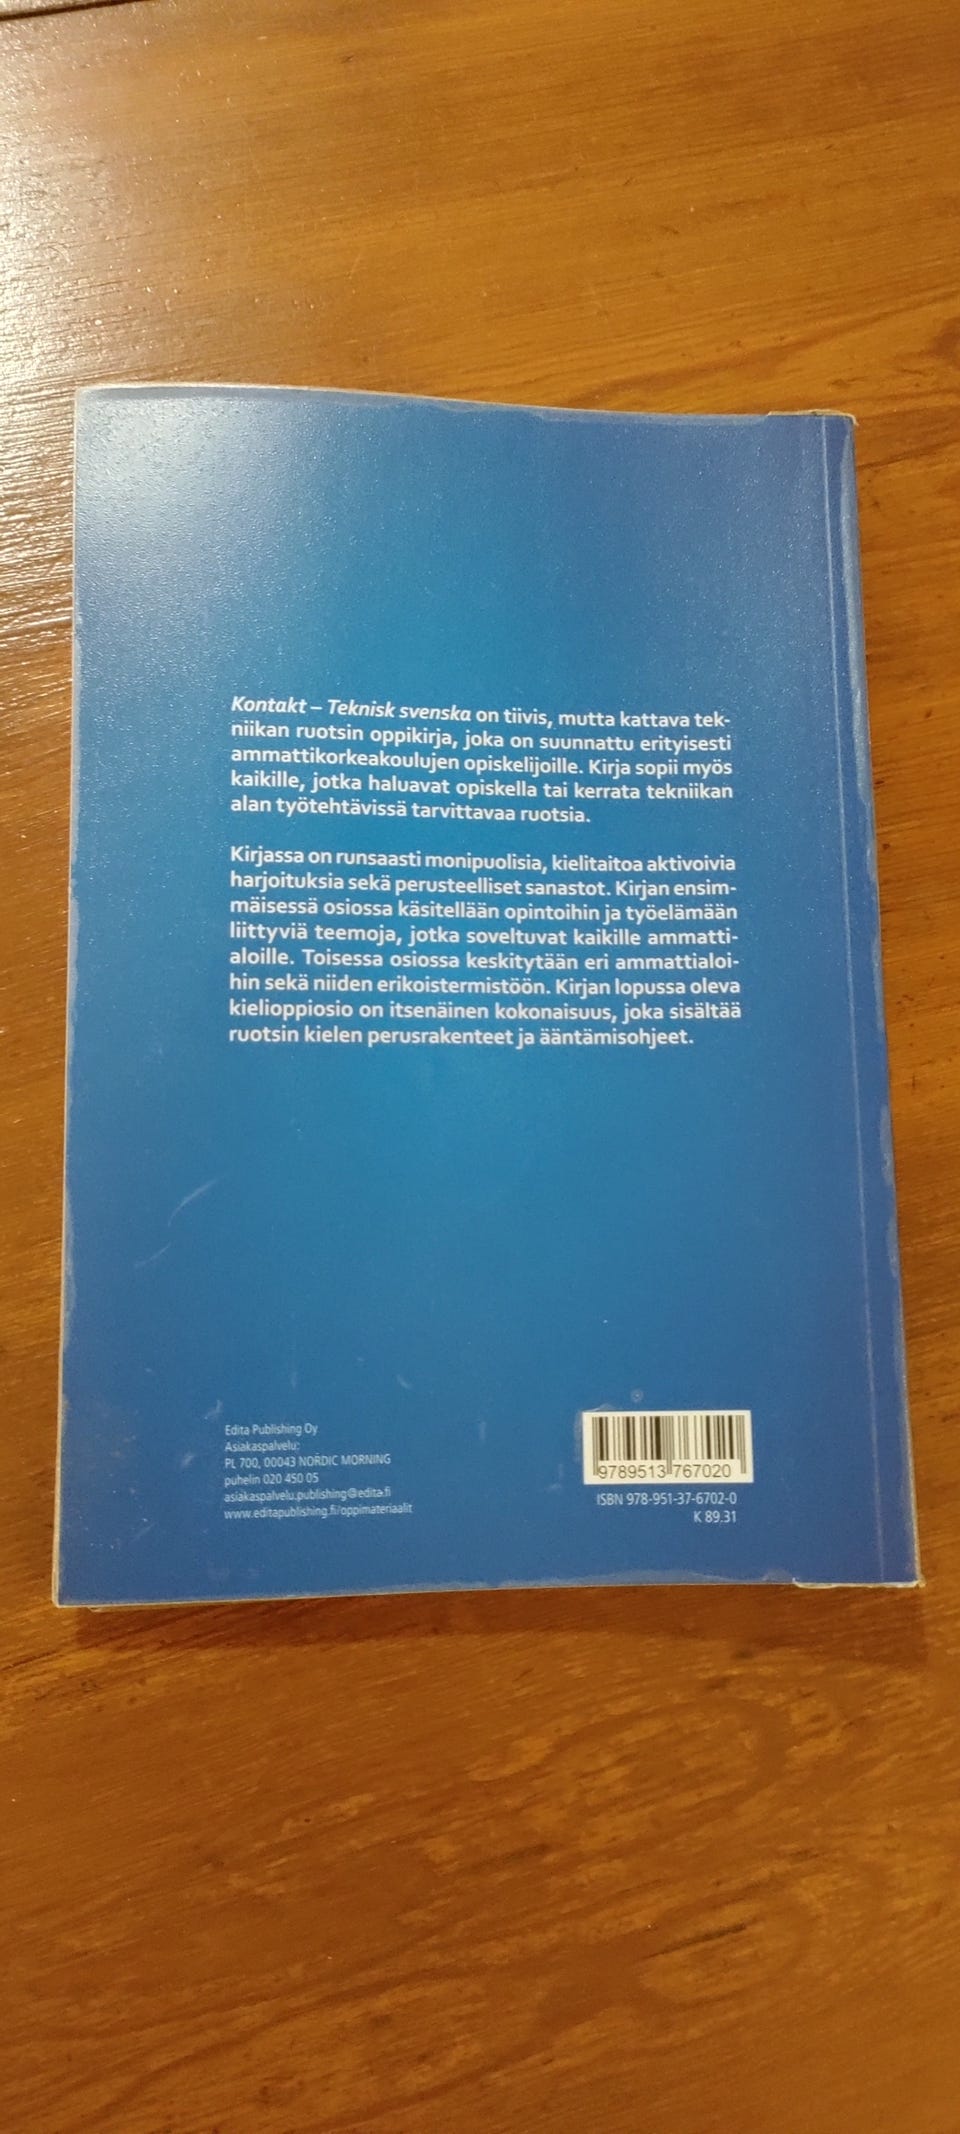 Kontakt – Teknisk svenska on tiivis, mutta kattava tek-
niikan ruotsin oppikirja, joka on suunnattu erityisesti
ammattikorkeakoulujen opiskelijoille. Kirja sopii myös
kaikille, jotka haluavat opiskella tai kerrata tekniikan
alan työtehtävissä tarvittavaa ruotsia.
Kirjassa on runsaasti monipuolisia, kielitaitoa aktivoivia
harjoituksia sekä perusteelliset sanastot. Kirjan ensim-
mäisessä osiossa käsitellään opintoihin ja työelämään
liittyviä teemoja, jotka soveltuvat kaikille ammatti-
aloille. Toisessa osiossa keskitytään eri ammattialoi-
hin sekä niiden erikoistermistöön. Kirjan lopussa oleva
kielioppiosio on itsenäinen kokonaisuus, joka sisältää
ruotsin kielen perusrakenteet ja ääntämisohjeet.
Edita Publishing Oy
Asiakaspalvelu:
PL 700, 00043 NORDIC MORNING
puhelin 020 450 05
asiakaspalvelu.publishing@edita.fi
www.editapublishing.fi/oppimateriaalit
9789513767020
ISBN 978-951-37-6702-0
K 89.31